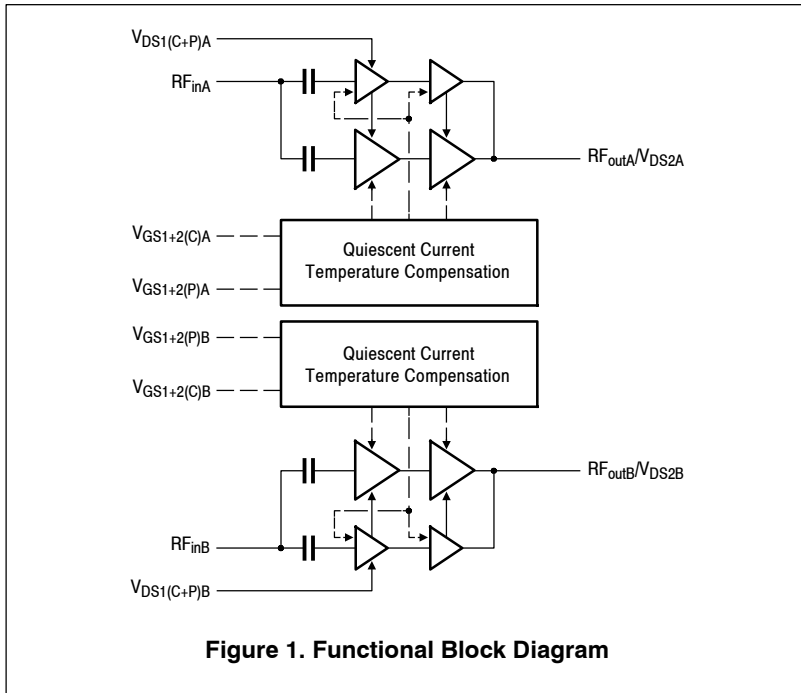 VDS1(C+P)A
RFinA
RFoutA/VDS2A
VGS1+2(C)A
Quiescent Current
Temperature Compensation
VGS1+2(P)A
VGS1+2(P)B
Quiescent Current
Temperature Compensation
VGS1+2(C)B
RFoutB/VDS2B
RFinB
VDS1(C+P)B
Figure 1. Functional Block Diagram